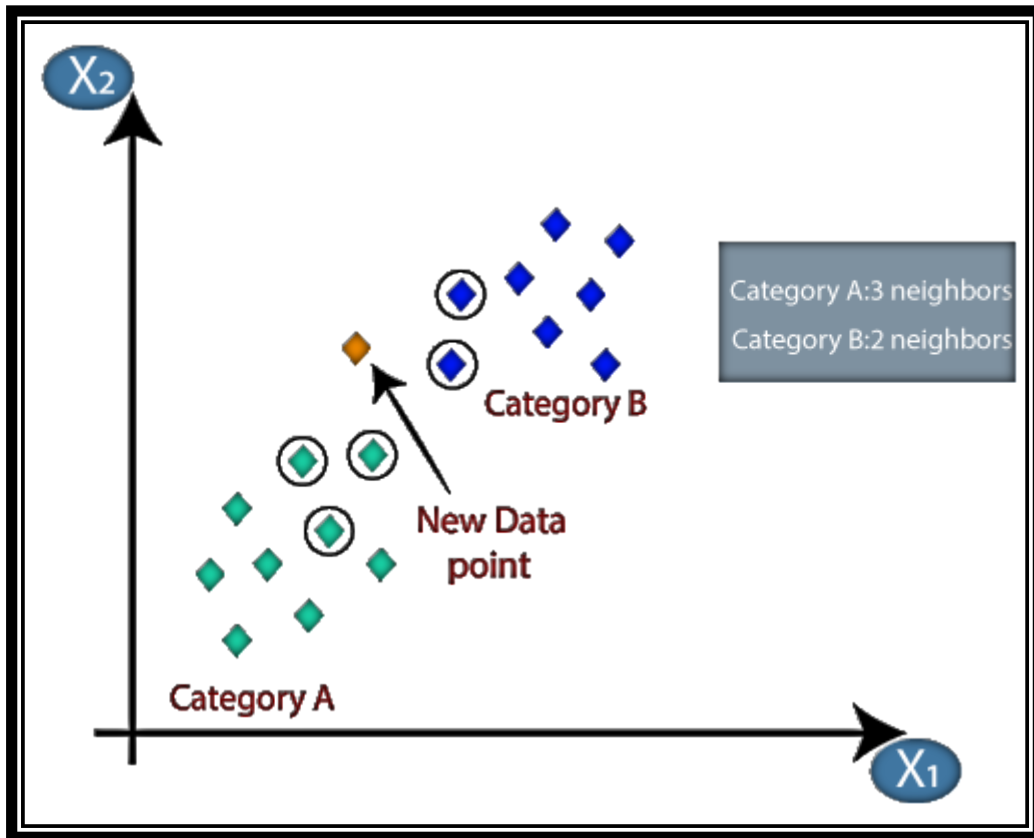 X2
Category A:3 neighbors
Category B:2 neighbors
Category B
New Data
point
Category A
X1